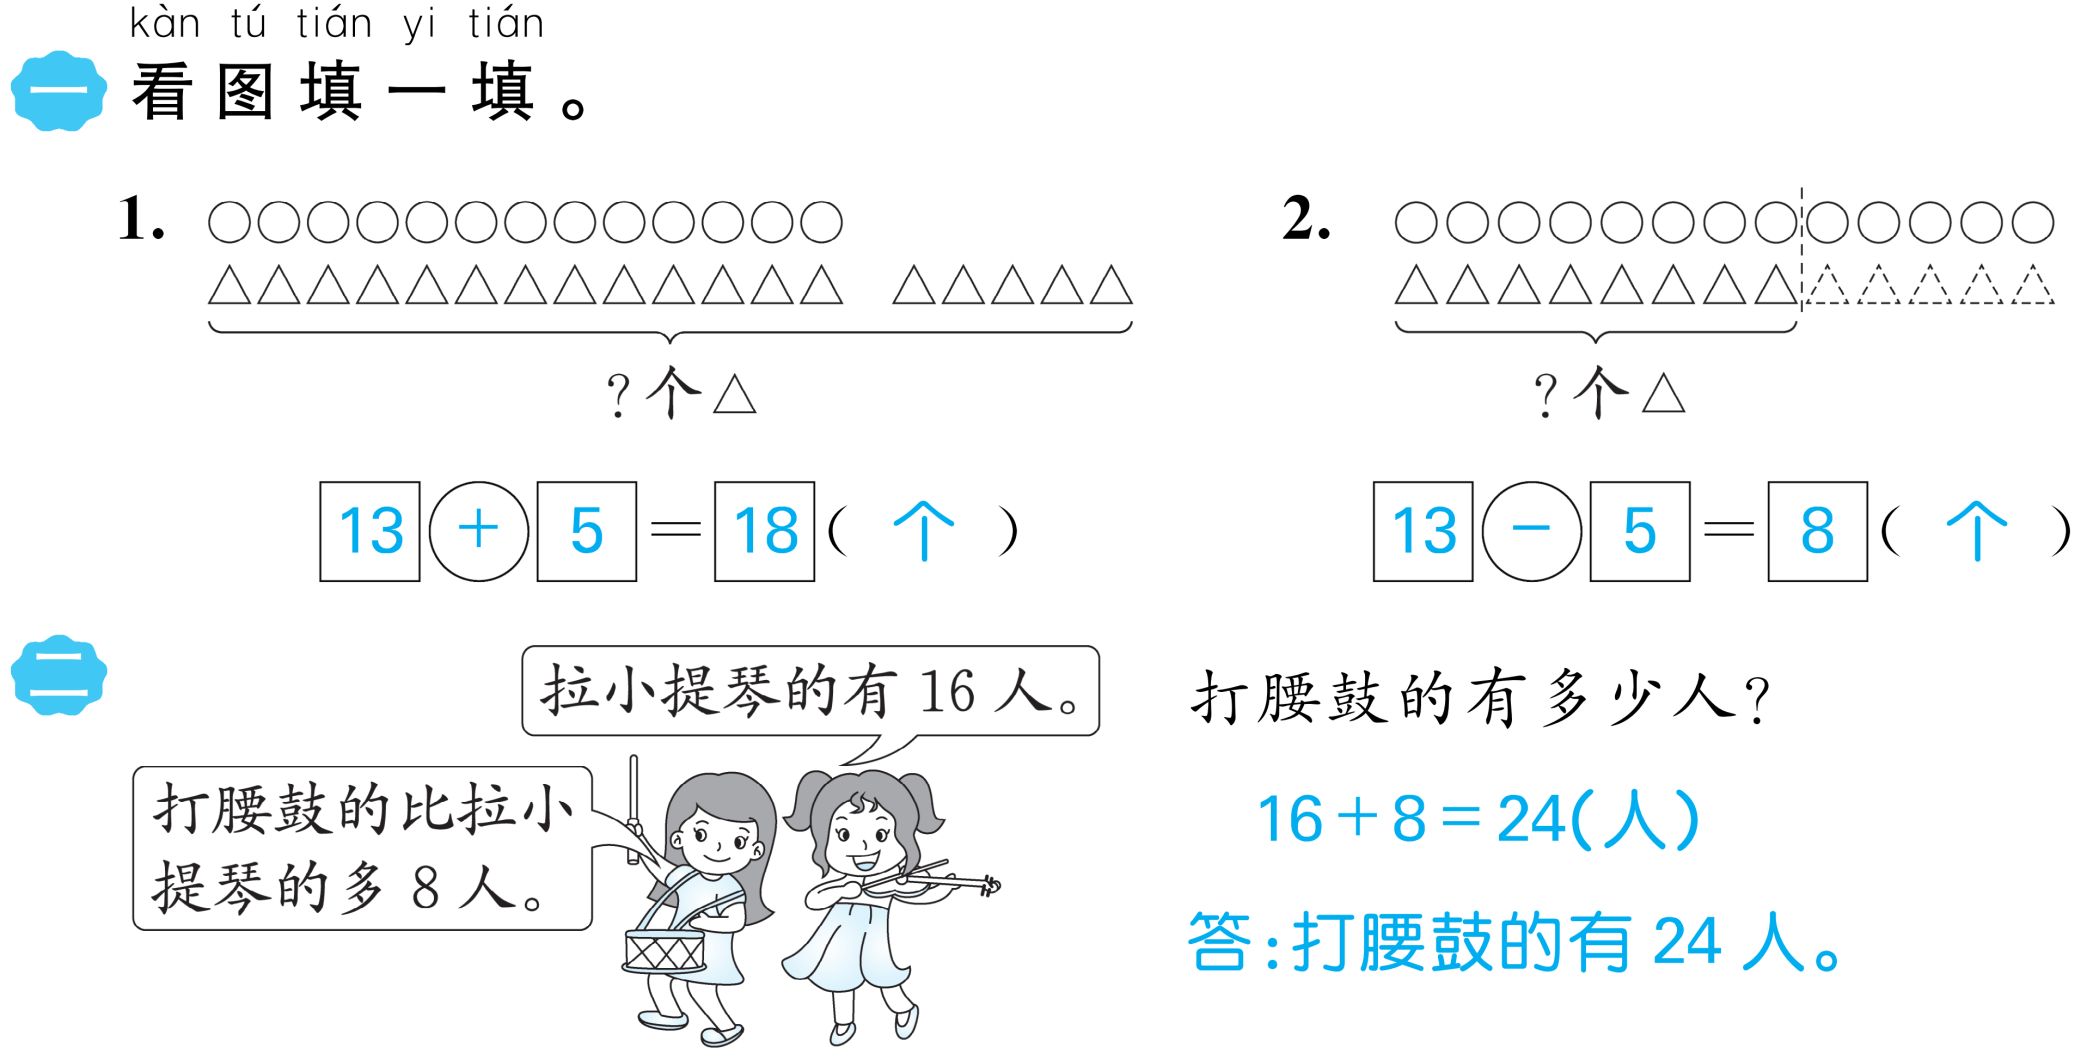 kàn tú tián yi tián
一 看图填一填。
1.
?个△
13+5=18(个)
2.
?个△
13-5=8(个)
二
拉小提琴的有16人。
打腰鼓的比拉小
提琴的多8人。
打腰鼓的有多少人?
16+8=24(人)
答:打腰鼓的有24人。